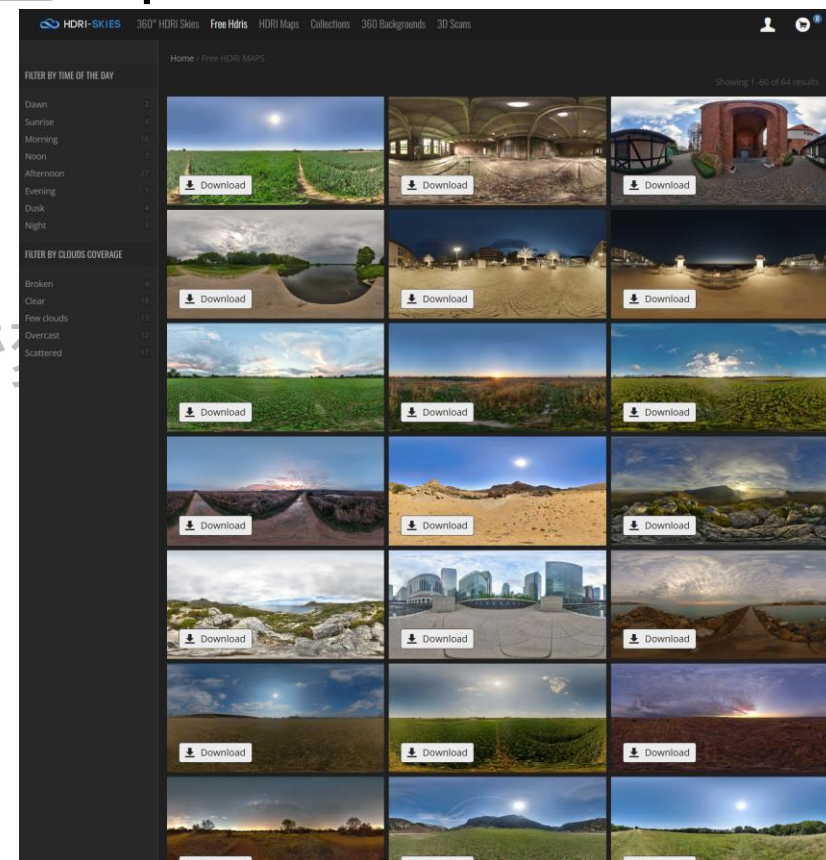 HDRI-SKIES 360° HDRI Skies Free Hdris HDRI Maps Collections 360 Backgrounds 3D Scans 0
Home / Free HDRI MAPS
FILTER BY TIME OF THE DAY
Showing 1–60 of 64 results
Dawn 2
Sunrise 4
Morning 16
Noon 7
Afternoon 27
Evening
Dusk 4
Night 3
FILTER BY CLOUDS COVERAGE
Broken 4
Clear 18
Few clouds 13
Overcast 12
Scattered 17
Download Download Download
Download Download Download
Download Download Download
Download Download Download
Download Download Download
Download Download Download